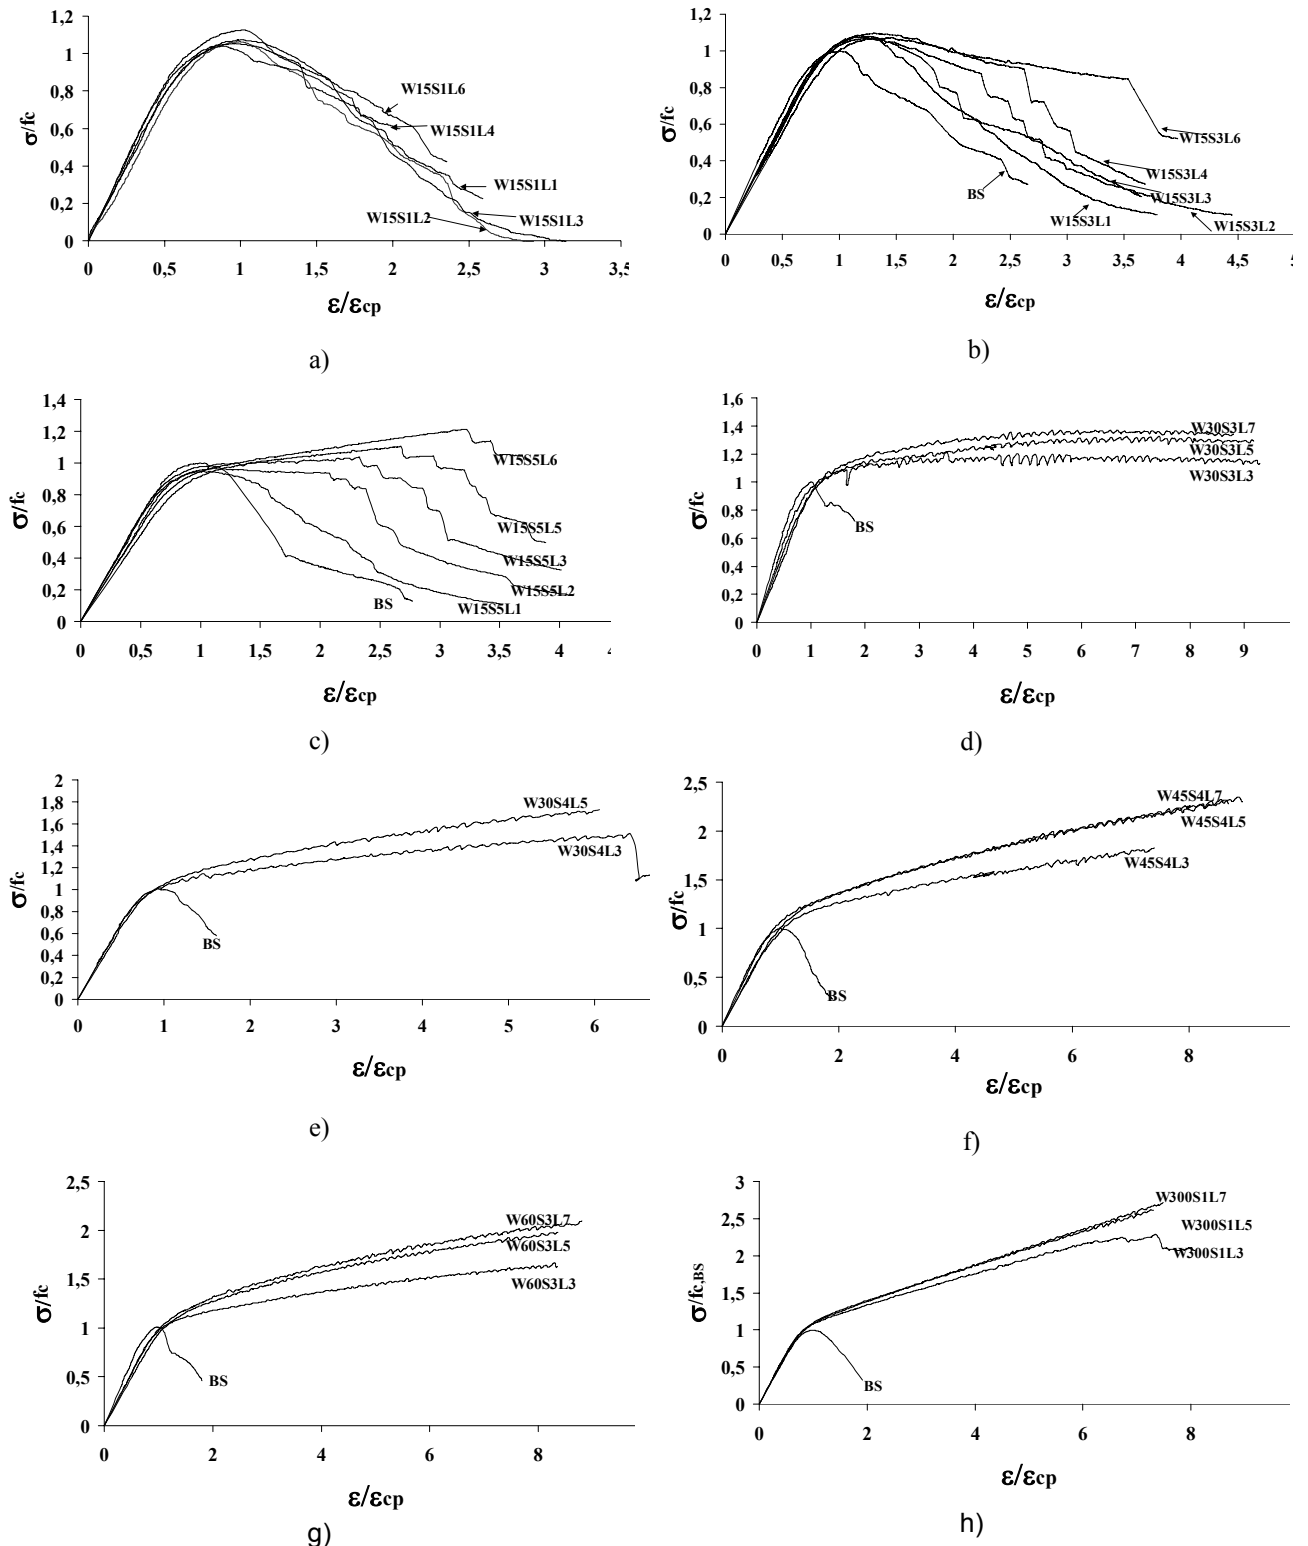 1,2
1
0,8
0,6
0,4
0,2
0
σ/fc
W15S1L6
W15S1L4
W15S1L1
W15S1L2
W15S1L3
0 0,5 1 1,5 2 2,5 3 3,5
ε/εcp
a)
1,2
1
0,8
0,6
0,4
0,2
0
σ/fc
W15S3L6
W15S3L4
BS
W15S3L3
W15S3L1
W15S3L2
0 0,5 1 1,5 2 2,5 3 3,5 4 4,5
ε/εcp
b)
1,4
1,2
1
0,8
0,6
0,4
0,2
0
σ/fc
W15S5L6
W15S5L5
W15S5L3
W15S5L2
BS
W15S5L1
0 0,5 1 1,5 2 2,5 3 3,5 4
ε/εcp
c)
1,6
1,4
1,2
1
0,8
0,6
0,4
0,2
0
σ/fc
W30S3L7
W30S3L5
W30S3L3
BS
0 1 2 3 4 5 6 7 8 9
ε/εcp
d)
2
1,8
1,6
1,4
1,2
1
0,8
0,6
0,4
0,2
0
σ/fc
W30S4L5
W30S4L3
BS
0 1 2 3 4 5 6
ε/εcp
e)
2,5
2
1,5
1
0,5
0
σ/fc
W45S4L7
W45S4L5
W45S4L3
BS
0 2 4 6 8
ε/εcp
f)
2,5
2
1,5
1
0,5
0
σ/fc
W60S3L7
W60S3L5
W60S3L3
BS
0 2 4 6 8
ε/εcp
g)
3
2,5
2
1,5
1
0,5
0
σ/fc,BS
W300S1L7
W300S1L5
W300S1L3
BS
0 2 4 6 8
ε/εcp
h)